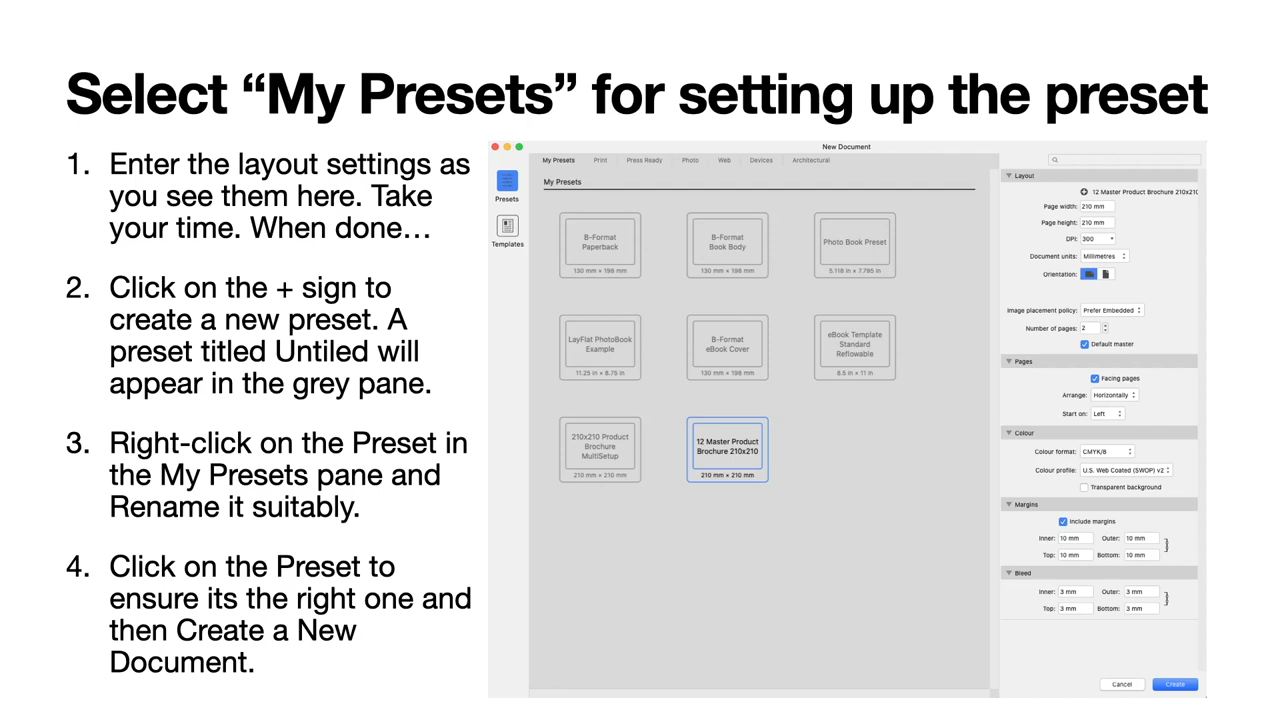 Select “My Presets” for setting up the preset
1. Enter the layout settings as
you see them here. Take
your time. When done…
2. Click on the + sign to
create a new preset. A
preset titled Untiled will
appear in the grey pane.
3. Right-click on the Preset in
the My Presets pane and
Rename it suitably.
4. Click on the Preset to
ensure its the right one and
then Create a New
Document.
New Document
My Presets Print Press Ready Photo Web Devices Architectural
Presets
Templates
My Presets
B-Format
Paperback
130 mm × 198 mm
B-Format
Book Body
130 mm × 198 mm
Photo Book Preset
5.118 in × 7.795 in
LayFlat PhotoBook
Example
11.25 in × 8.75 in
B-Format
eBook Cover
130 mm × 198 mm
eBook Template
Standard
Reflowable
8.5 in × 11 in
210x210 Product
Brochure
MultiSetup
210 mm × 210 mm
12 Master Product
Brochure 210x210
210 mm × 210 mm
Layout
12 Master Product Brochure 210x210
Page width: 210 mm
Page height: 210 mm
DPI: 300
Document units: Millimetres
Orientation:
Image placement policy: Prefer Embedded
Number of pages: 2
Default master
Pages
Facing pages
Arrange: Horizontally
Start on: Left
Colour
Colour format: CMYK/8
Colour profile: U.S. Web Coated (SWOP) v2
Transparent background
Margins
Include margins
Inner: 10 mm Outer: 10 mm
Top: 10 mm Bottom: 10 mm
Bleed
Inner: 3 mm Outer: 3 mm
Top: 3 mm Bottom: 3 mm
Cancel Create